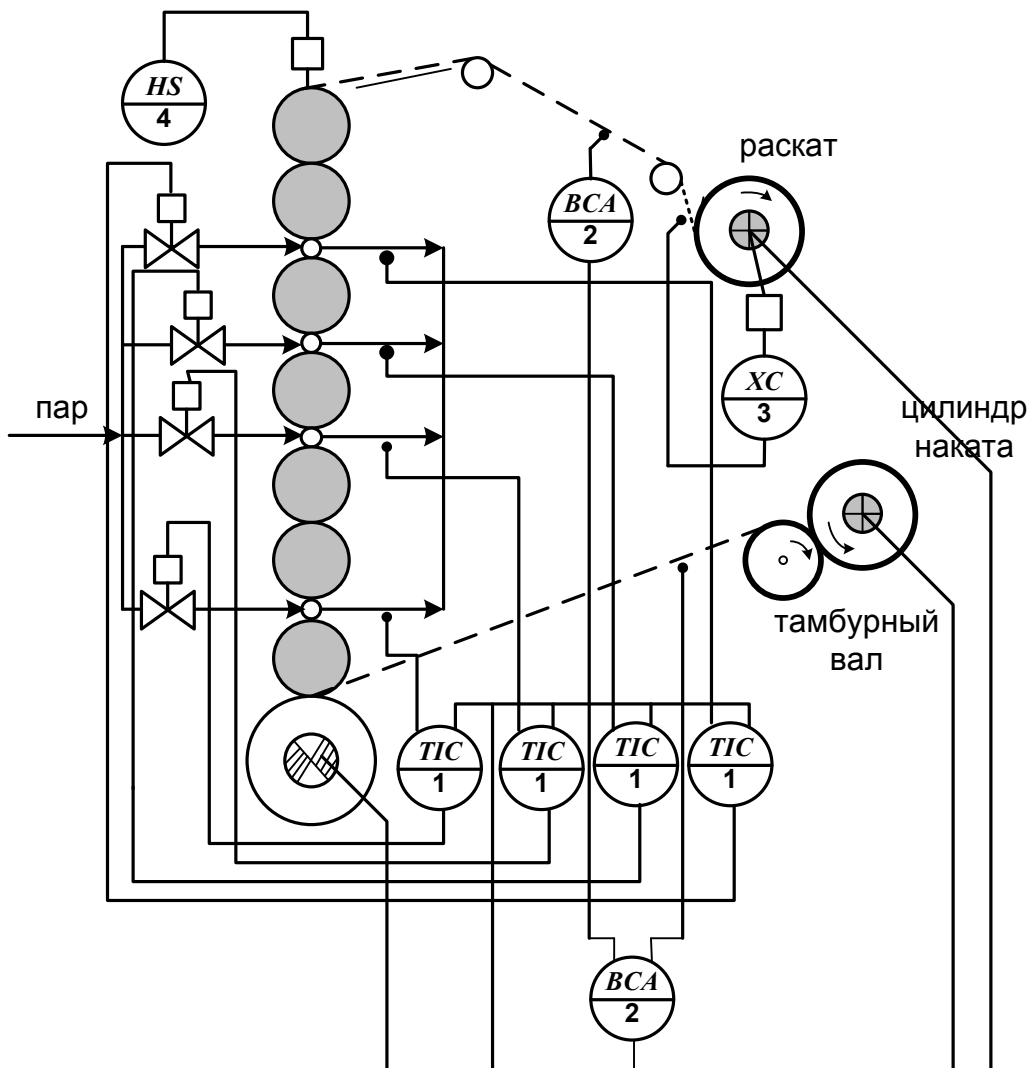 HS
4
раскат
BCA
2
пар
XC
3
цилиндр
наката
тамбурный
вал
TIC
1
TIC
1
TIC
1
TIC
1
BCA
2